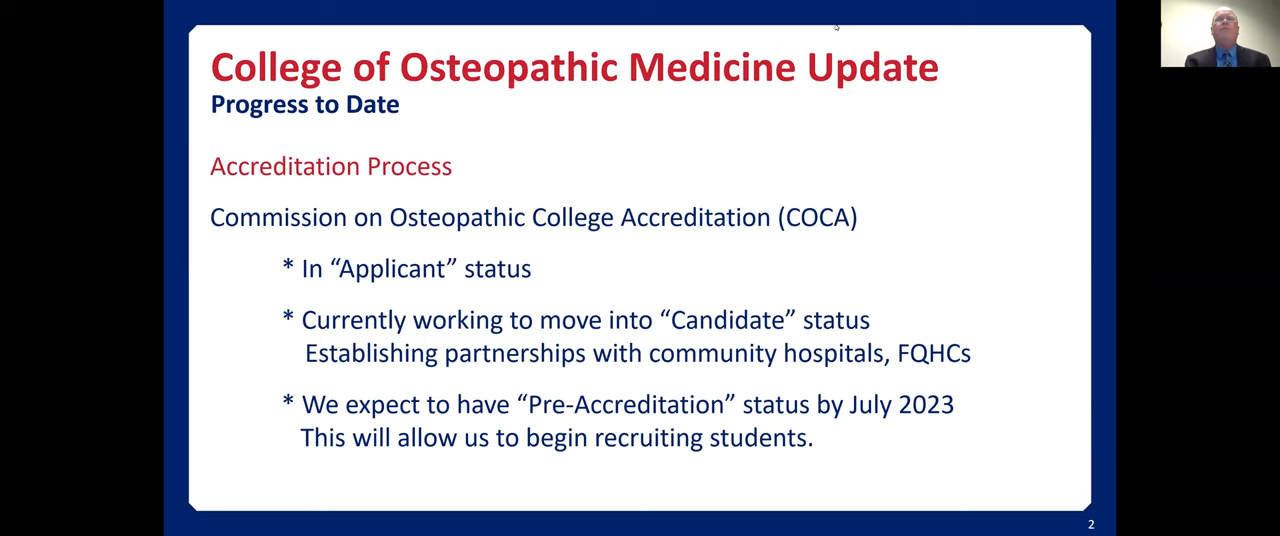 College of Osteopathic Medicine Update
Progress to Date
Accreditation Process
Commission on Osteopathic College Accreditation (COCA)
* In “Applicant” status
* Currently working to move into “Candidate” status
Establishing partnerships with community hospitals, FQHCs
* We expect to have “Pre-Accreditation” status by July 2023
This will allow us to begin recruiting students.
2